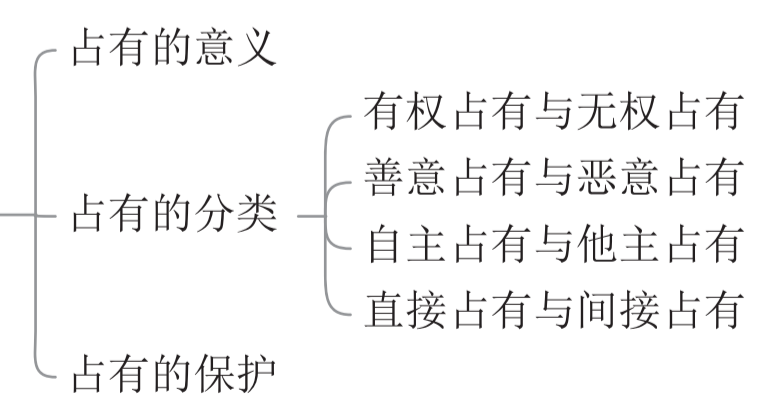 占有的意义
占有的分类
有权占有与无权占有
善意占有与恶意占有
自主占有与他主占有
直接占有与间接占有
占有的保护